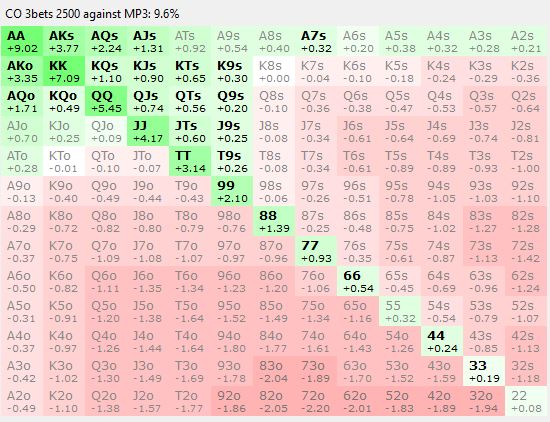 CO 3bets 2500 against MP3: 9.6%
AA AKs AQs AJs ATs A9s A8s A7s A6s A5s A4s A3s A2s
+9.02 +3.77 +2.24 +1.31 +0.92 +0.54 +0.40 +0.32 +0.20 +0.38 +0.32 +0.28 +0.21
AKo KK KQs KJs KTs K9s K8s K7s K6s K5s K4s K3s K2s
+3.35 +7.09 +1.10 +0.90 +0.65 +0.30 +0.00 -0.04 -0.10 -0.18 -0.24 -0.29 -0.36
AQo KQo QQ QJs QTs Q9s Q8s Q7s Q6s Q5s Q4s Q3s Q2s
+1.71 +0.49 +5.45 +0.74 +0.56 +0.20 -0.10 -0.36 -0.38 -0.47 -0.53 -0.57 -0.64
AJo KJo QJo JJ JTs J9s J8s J7s J6s J5s J4s J3s J2s
+0.70 +0.25 +0.09 +4.17 +0.60 +0.25 -0.08 -0.34 -0.61 -0.64 -0.69 -0.74 -0.81
ATo KTo QTo JTo TT T9s T8s T7s T6s T5s T4s T3s T2s
+0.28 -0.01 -0.10 -0.07 +3.14 +0.26 -0.08 -0.34 -0.61 -0.89 -0.89 -0.93 -1.00
A9o K9o Q9o J9o T9o 99 98s 97s 96s 95s 94s 93s 92s
-0.13 -0.40 -0.49 -0.44 -0.43 +2.10 -0.06 -0.26 -0.51 -0.78 -1.05 -1.03 -1.10
A8o K8o Q8o J8o T8o 98o 88 87s 86s 85s 84s 83s 82s
-0.29 -0.72 -0.82 -0.80 -0.79 -0.76 +1.39 -0.25 -0.48 -0.75 -1.02 -1.27 -1.28
A7o K7o Q7o J7o T7o 97o 87o 77 76s 75s 74s 73s 72s
-0.37 -0.75 -1.09 -1.08 -1.07 -0.97 -0.96 +0.93 -0.35 -0.61 -0.87 -1.13 -1.42
A6o K6o Q6o J6o T6o 96o 86o 76o 66 65s 64s 63s 62s
-0.50 -0.82 -1.11 -1.35 -1.34 -1.23 -1.20 -1.06 +0.54 -0.45 -0.69 -0.96 -1.24
A5o K5o Q5o J5o T5o 95o 85o 75o 65o 55 54s 53s 52s
-0.31 -0.91 -1.20 -1.38 -1.64 -1.52 -1.49 -1.34 -1.16 +0.32 -0.54 -0.79 -1.07
A4o K4o Q4o J4o T4o 94o 84o 74o 64o 54o 44 43s 42s
-0.37 -0.97 -1.26 -1.44 -1.64 -1.80 -1.77 -1.61 -1.43 -1.26 +0.24 -0.85 -1.13
A3o K3o Q3o J3o T3o 93o 83o 73o 63o 53o 43o 33 32s
-0.42 -1.02 -1.30 -1.49 -1.69 -1.78 -2.04 -1.89 -1.70 -1.52 -1.59 +0.19 -1.18
A2o K2o Q2o J2o T2o 92o 82o 72o 62o 52o 42o 32o 22
-0.49 -1.10 -1.38 -1.57 -1.77 -1.86 -2.05 -2.20 -2.01 -1.83 -1.89 -1.94 +0.08